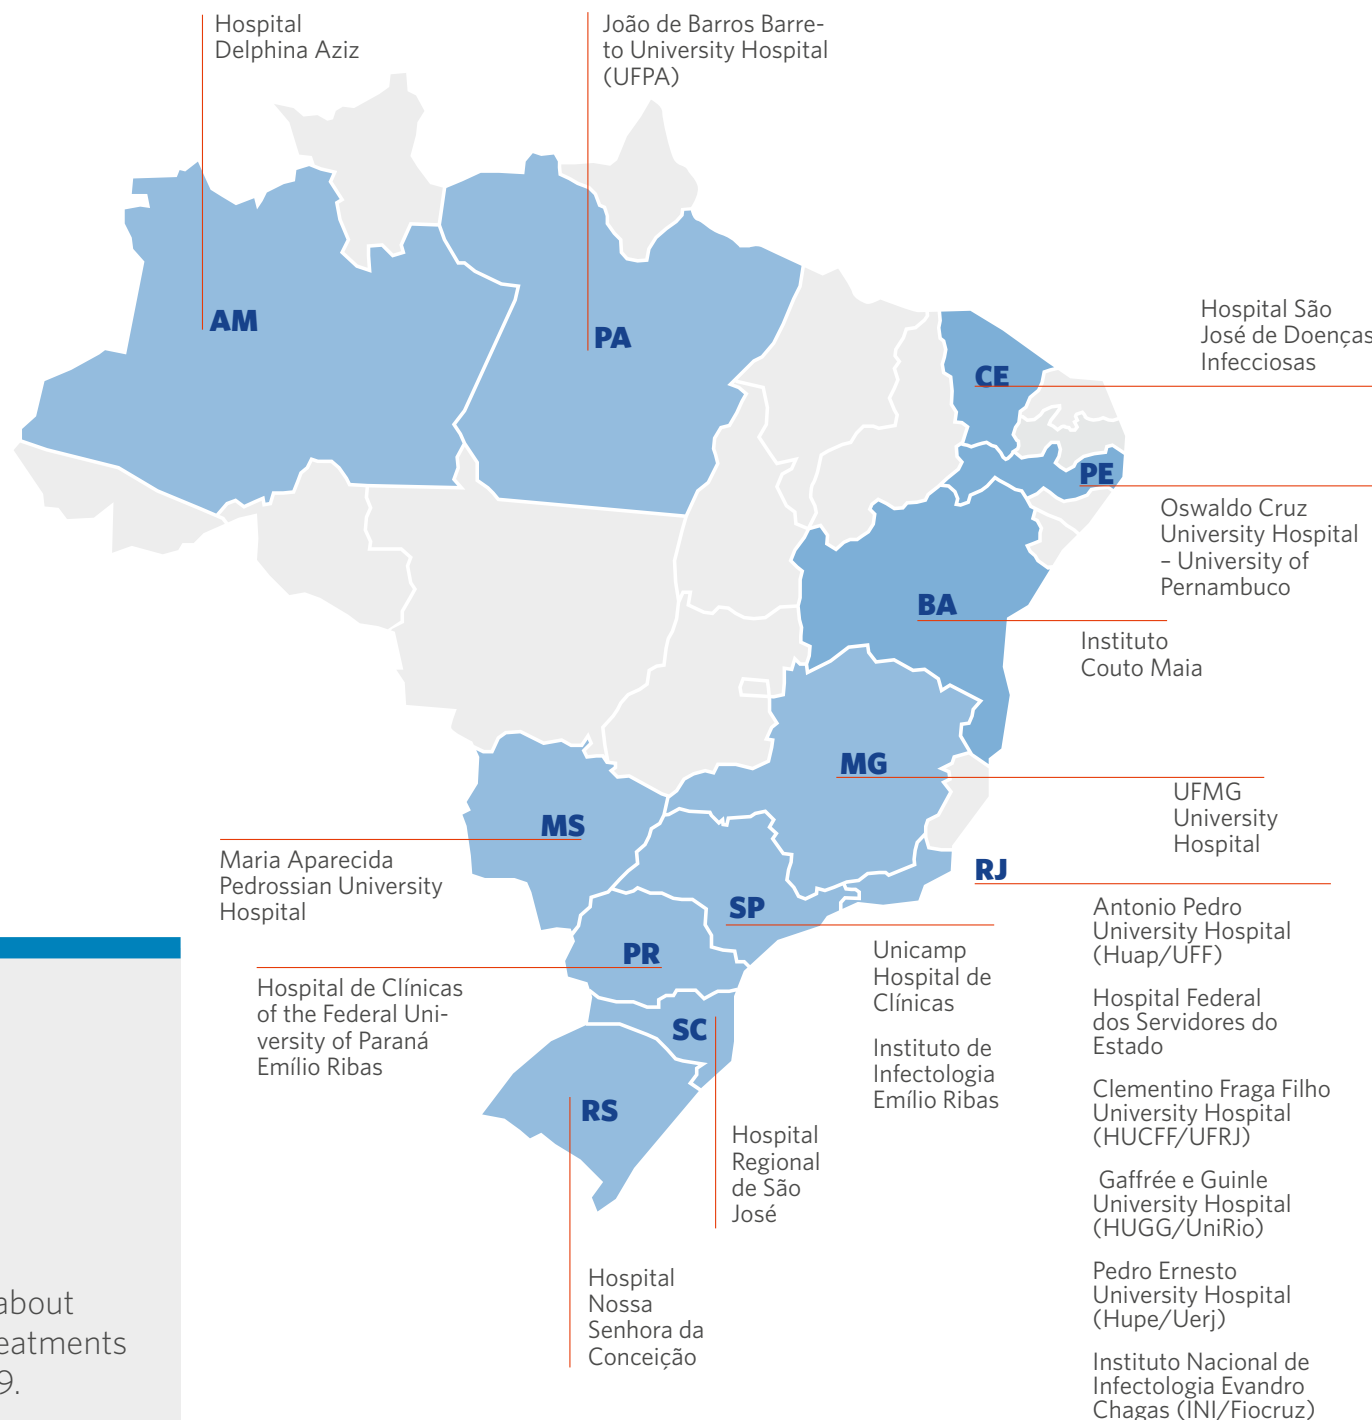 Hospital
Delphina Aziz
João de Barros Barre-
to University Hospital
(UFPA)
AM
PA
Hospital São
José de Doenças
Infecciosas
CE
PE
Oswaldo Cruz
University Hospital
– University of
Pernambuco
BA
Instituto
Couto Maia
MG
UFMG
University
Hospital
MS
Maria Aparecida
Pedrossian University
Hospital
RJ
Antonio Pedro
University Hospital
(Huap/UFF)
Hospital Federal
dos Servidores do
Estado
Clementino Fraga Filho
University Hospital
(HUCFF/UFRJ)
Gaffrée e Guinle
University Hospital
(HUGG/UniRio)
Pedro Ernesto
University Hospital
(Hupe/Uerj)
Instituto Nacional de
Infectologia Evandro
Chagas (INI/Fiocruz)
SP
Unicamp
Hospital de
Clínicas
Instituto de
Infectologia
Emílio Ribas
PR
Hospital de Clínicas
of the Federal Uni-
versity of Paraná
Emílio Ribas
SC
Hospital
Regional
de São
José
RS
Hospital
Nossa
Senhora da
Conceição
about
eatments
9.